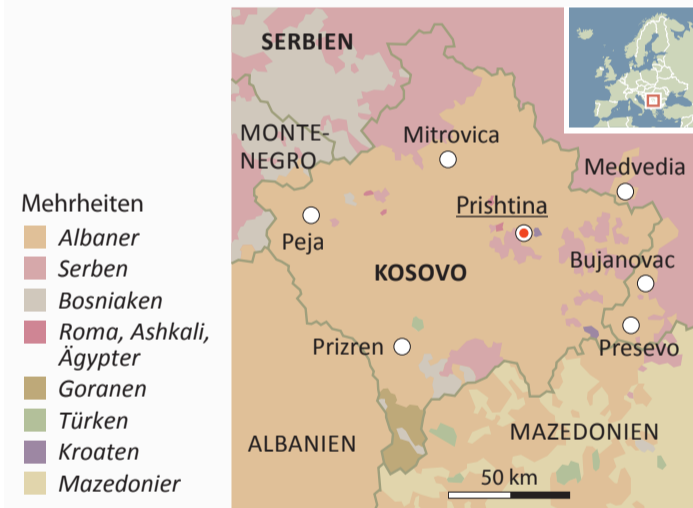 SERBIEN
MONTE-
NEGRO
Mitrovica
Medvedia
Prishtina
Peja
Bujanovac
KOSOVO
Prizren
Presevo
ALBANIEN
MAZEDONIEN
50 km
Mehrheiten
Albaner
Serben
Bosniaken
Roma, Ashkali,
Ägypter
Goranen
Türken
Kroaten
Mazedonier